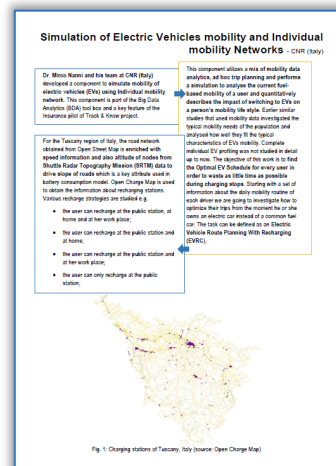 Simulation of Electric Vehicles mobility and Individual
mobility Networks - CNR (Italy)
Dr. Mirco Nanni and his team at CNR (Italy)
developed a component to simulate mobility of
electric vehicles (EVs) using Individual mobility
network. This component is part of the Big Data
Analytics (BDA) tool box and a key feature of the
insurance pilot of Track & Know project.
This component utilizes a mix of mobility data
analytics, ad hoc trip planning and performs
a simulation to analyse the current fuel-
based mobility of a user and quantitatively
describes the impact of switching to EVs on
a person's mobility life style. Earlier similar
studies that used mobility data investigated the
typical mobility needs of the population and
analysed how well they fit the typical
characteristics of EVs mobility. Complete
individual EV profiling was not studied in detail
up to now. The objective of this work is to find
the Optimal EV Schedule for every user in
order to waste as little time as possible
during charging stops. Starting with a set of
information about the daily mobility routine of
each driver we are going to investigate how to
optimize their trips from the moment he or she
owns an electric car instead of a common fuel
car. The task can be defined as an Electric
Vehicle Route Planning With Recharging
(EVRC).
For the Tuscany region of Italy, the road network
obtained from Open Street Map is enriched with
speed information and also altitude of nodes from
Shuttle Radar Topography Mission (SRTM) data to
drive slope of roads which is a key attribute used in
battery consumption model. Open Charge Map is used
to obtain the information about recharging stations.
Various recharge strategies are studied e.g.
• the user can recharge at the public station, at
home and at her work place;
• the user can recharge at the public station and
at home;
• the user can recharge at the public station and
at her work place;
• the user can only recharge at the public
station;
Fig. 1: Charging stations of Tuscany, Italy (source: Open Charge Map)